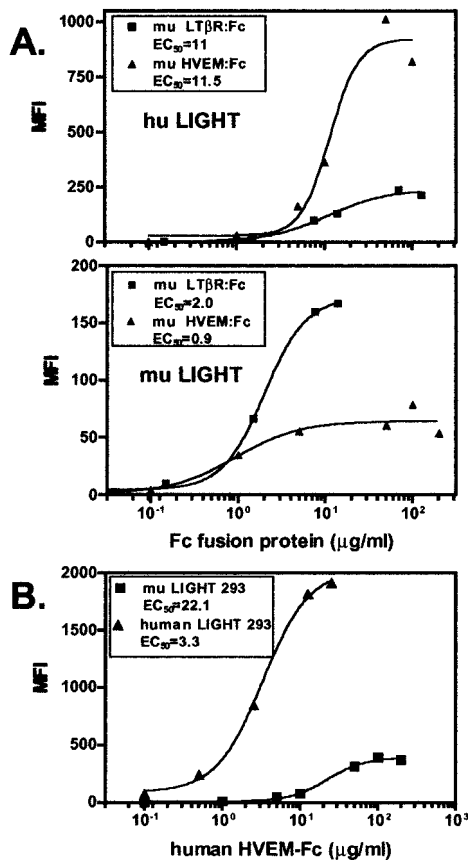 A.
mu LTβR:Fc
EC50=11
mu HVEM:Fc
EC50=11.5
hu LIGHT
MFI
1000
750
500
250
0
mu LTβR:Fc
EC50=2.0
mu HVEM:Fc
EC50=0.9
mu LIGHT
MFI
200
150
100
50
0
10-1 100 101 102
Fc fusion protein (μg/ml)
B.
mu LIGHT 293
EC50=22.1
human LIGHT 293
EC50=3.3
MFI
2000
1500
1000
500
0
10-1 100 101 102 103
human HVEM-Fc (μg/ml)